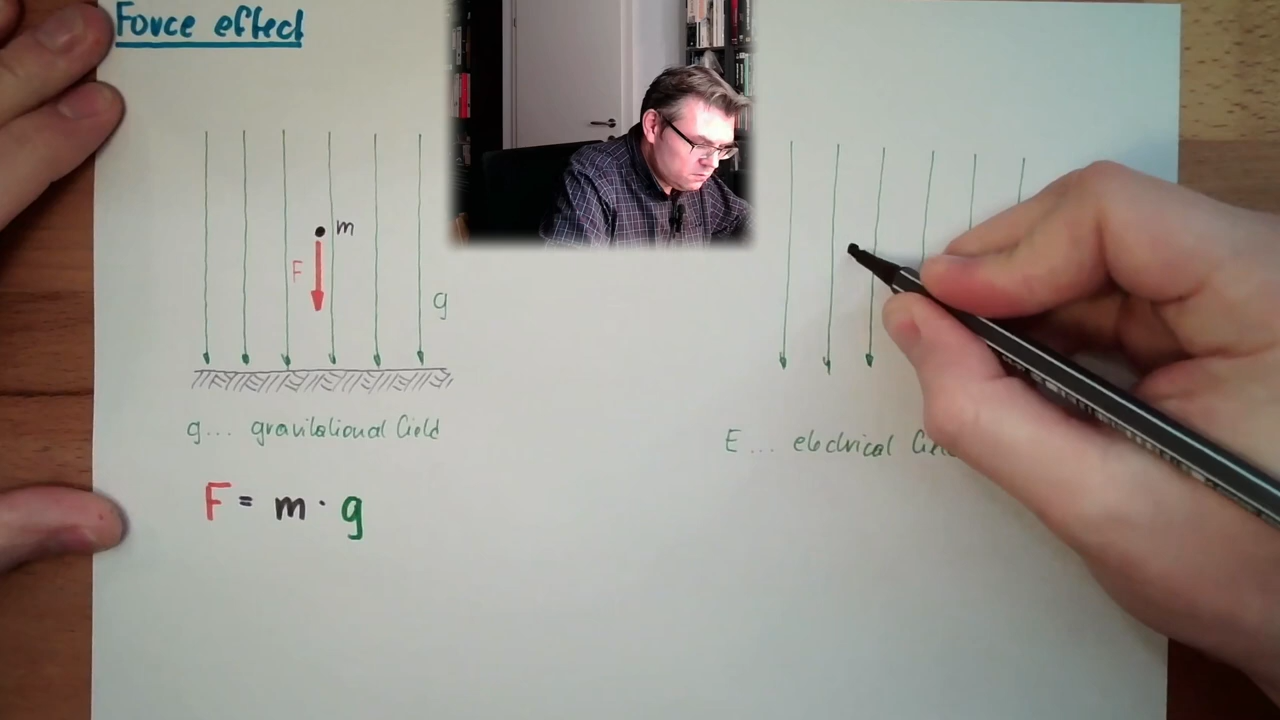 Force effect
m
F
g
g... gravitational field
F = m · g
E... electrical